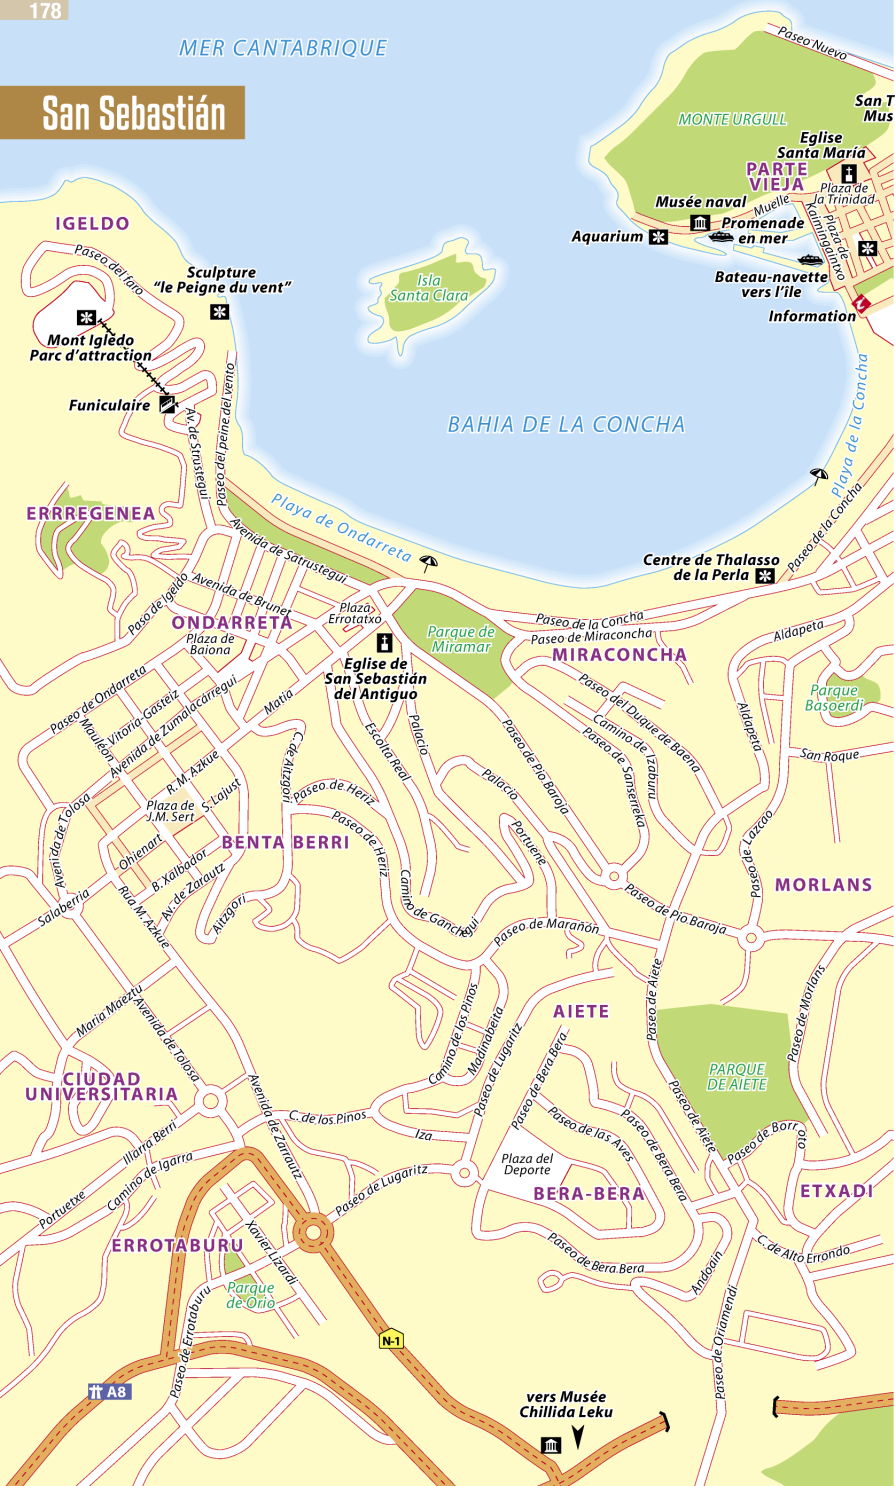 178
MER CANTABRIQUE
San Sebastián
Paseo Nuevo
San T
Mus
MONTE URGULL
Eglise
Santa María
PARTE
VIEJA
Plaza de
la Trinidad
Musée naval
Muelle
Promenade
en mer
Plaza de
Kaimingaintxo
Aquarium
Bateau-navette
vers l’île
Information
IGELDO
Paseo del faro
Sculpture
“le Peigne du vent”
Isla
Santa Clara
Mont Igledo
Parc d’attraction
Funiculaire
Av. de Strustegui
Paseo del peine del vento
BAHIA DE LA CONCHA
Playa de la Concha
Playa de Ondarreta
ERRREGENEA
Avenida de Satrustegui
Paseo de la Concha
Centre de Thalasso
de la Perla
Paso de Igeldo
Avenida de Brunet
ONDARRETA
Plaza
Errotatxo
Plaza de
Baiona
Paseo de la Concha
Paseo de Miraconcha
MIRACONCHA
Parque de
Miramar
Aldapeta
Eglise de
San Sebastián
del Antiguo
Paseo de Ondarreta
Vitoria-Gasteiz
Avenida de Zumalacárregui
Matia
Mauléon
Paseo del Duque de Baena
Camino de Izaburu
Paseo de Sanserreka
Parque
Basoerdi
Aldapeta
San Roque
Escolta Real
Palacio
Paseo de Pio Baroja
C. de Aitzgori
R. M. Azkue
S. Lajust
Plaza de
J.M. Sert
Paseo de Heriz
Palacio
Avenida de Tolosa
Paseo de Heriz
Portuene
BENTA BERRI
Ohienart
B. Xalbador
Av. de Zarautz
Paseo de Lazcao
MORLANS
Salaberria
Rúa M. Azkue
Aitzgori
Camino de Ganchegui
Paseo de Pio Baroja
Paseo de Marañón
Paseo de Aiete
Paseo de Morlans
Maria Maeztu
Avenida de Tolosa
Camino de los Pinos
Madinabeita
Paseo de Lugaritz
AIETE
Paseo de Bera Bera
PARQUE
DE AIETE
CIUDAD
UNIVERSITARIA
Avenida de Zarrautz
C. de los Pinos
Iza
Paseo de las Aves
Paseo de Bera Bera
Paseo de Aiete
Paseo de Borroto
Illarra Berri
Camino de Igarra
Portuetxe
Paseo de Lugaritz
Plaza del
Deporte
BERA-BERA
ETXADI
ERROTABURU
Xavier Lizardi
Parque
de Orio
Paseo de Errotaburu
Paseo de Bera Bera
Andoain
C. de Alto Errondo
Paseo de Oriamendi
N-1
A8
vers Musée
Chillida Leku